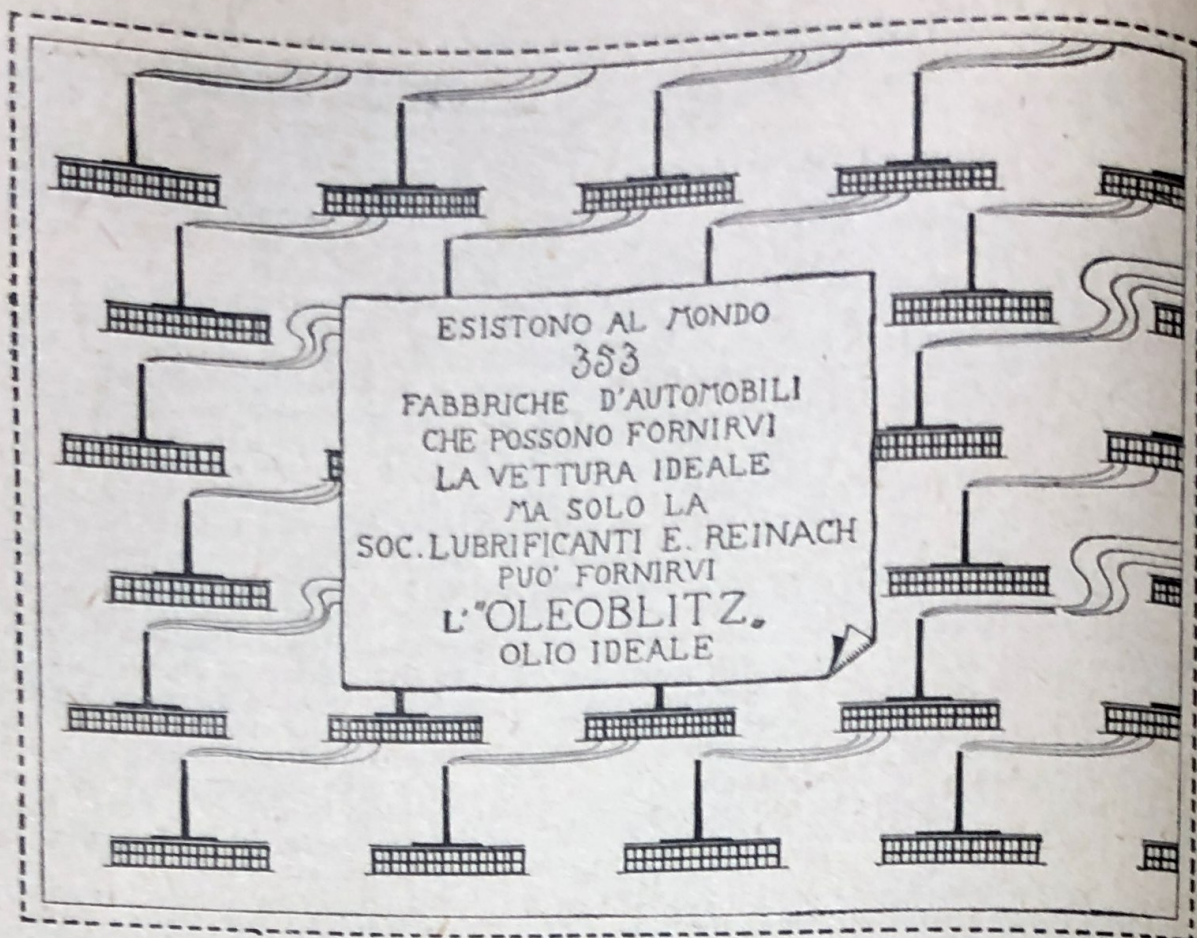 ESISTONO AL MONDO
353
FABBRICHE D'AUTOMOBILI
CHE POSSONO FORNIRVI
LA VETTURA IDEALE
MA SOLO LA
SOC. LUBRIFICANTI E. REINACH
PUO' FORNIRVI
L'"OLEOBLITZ„
OLIO IDEALE